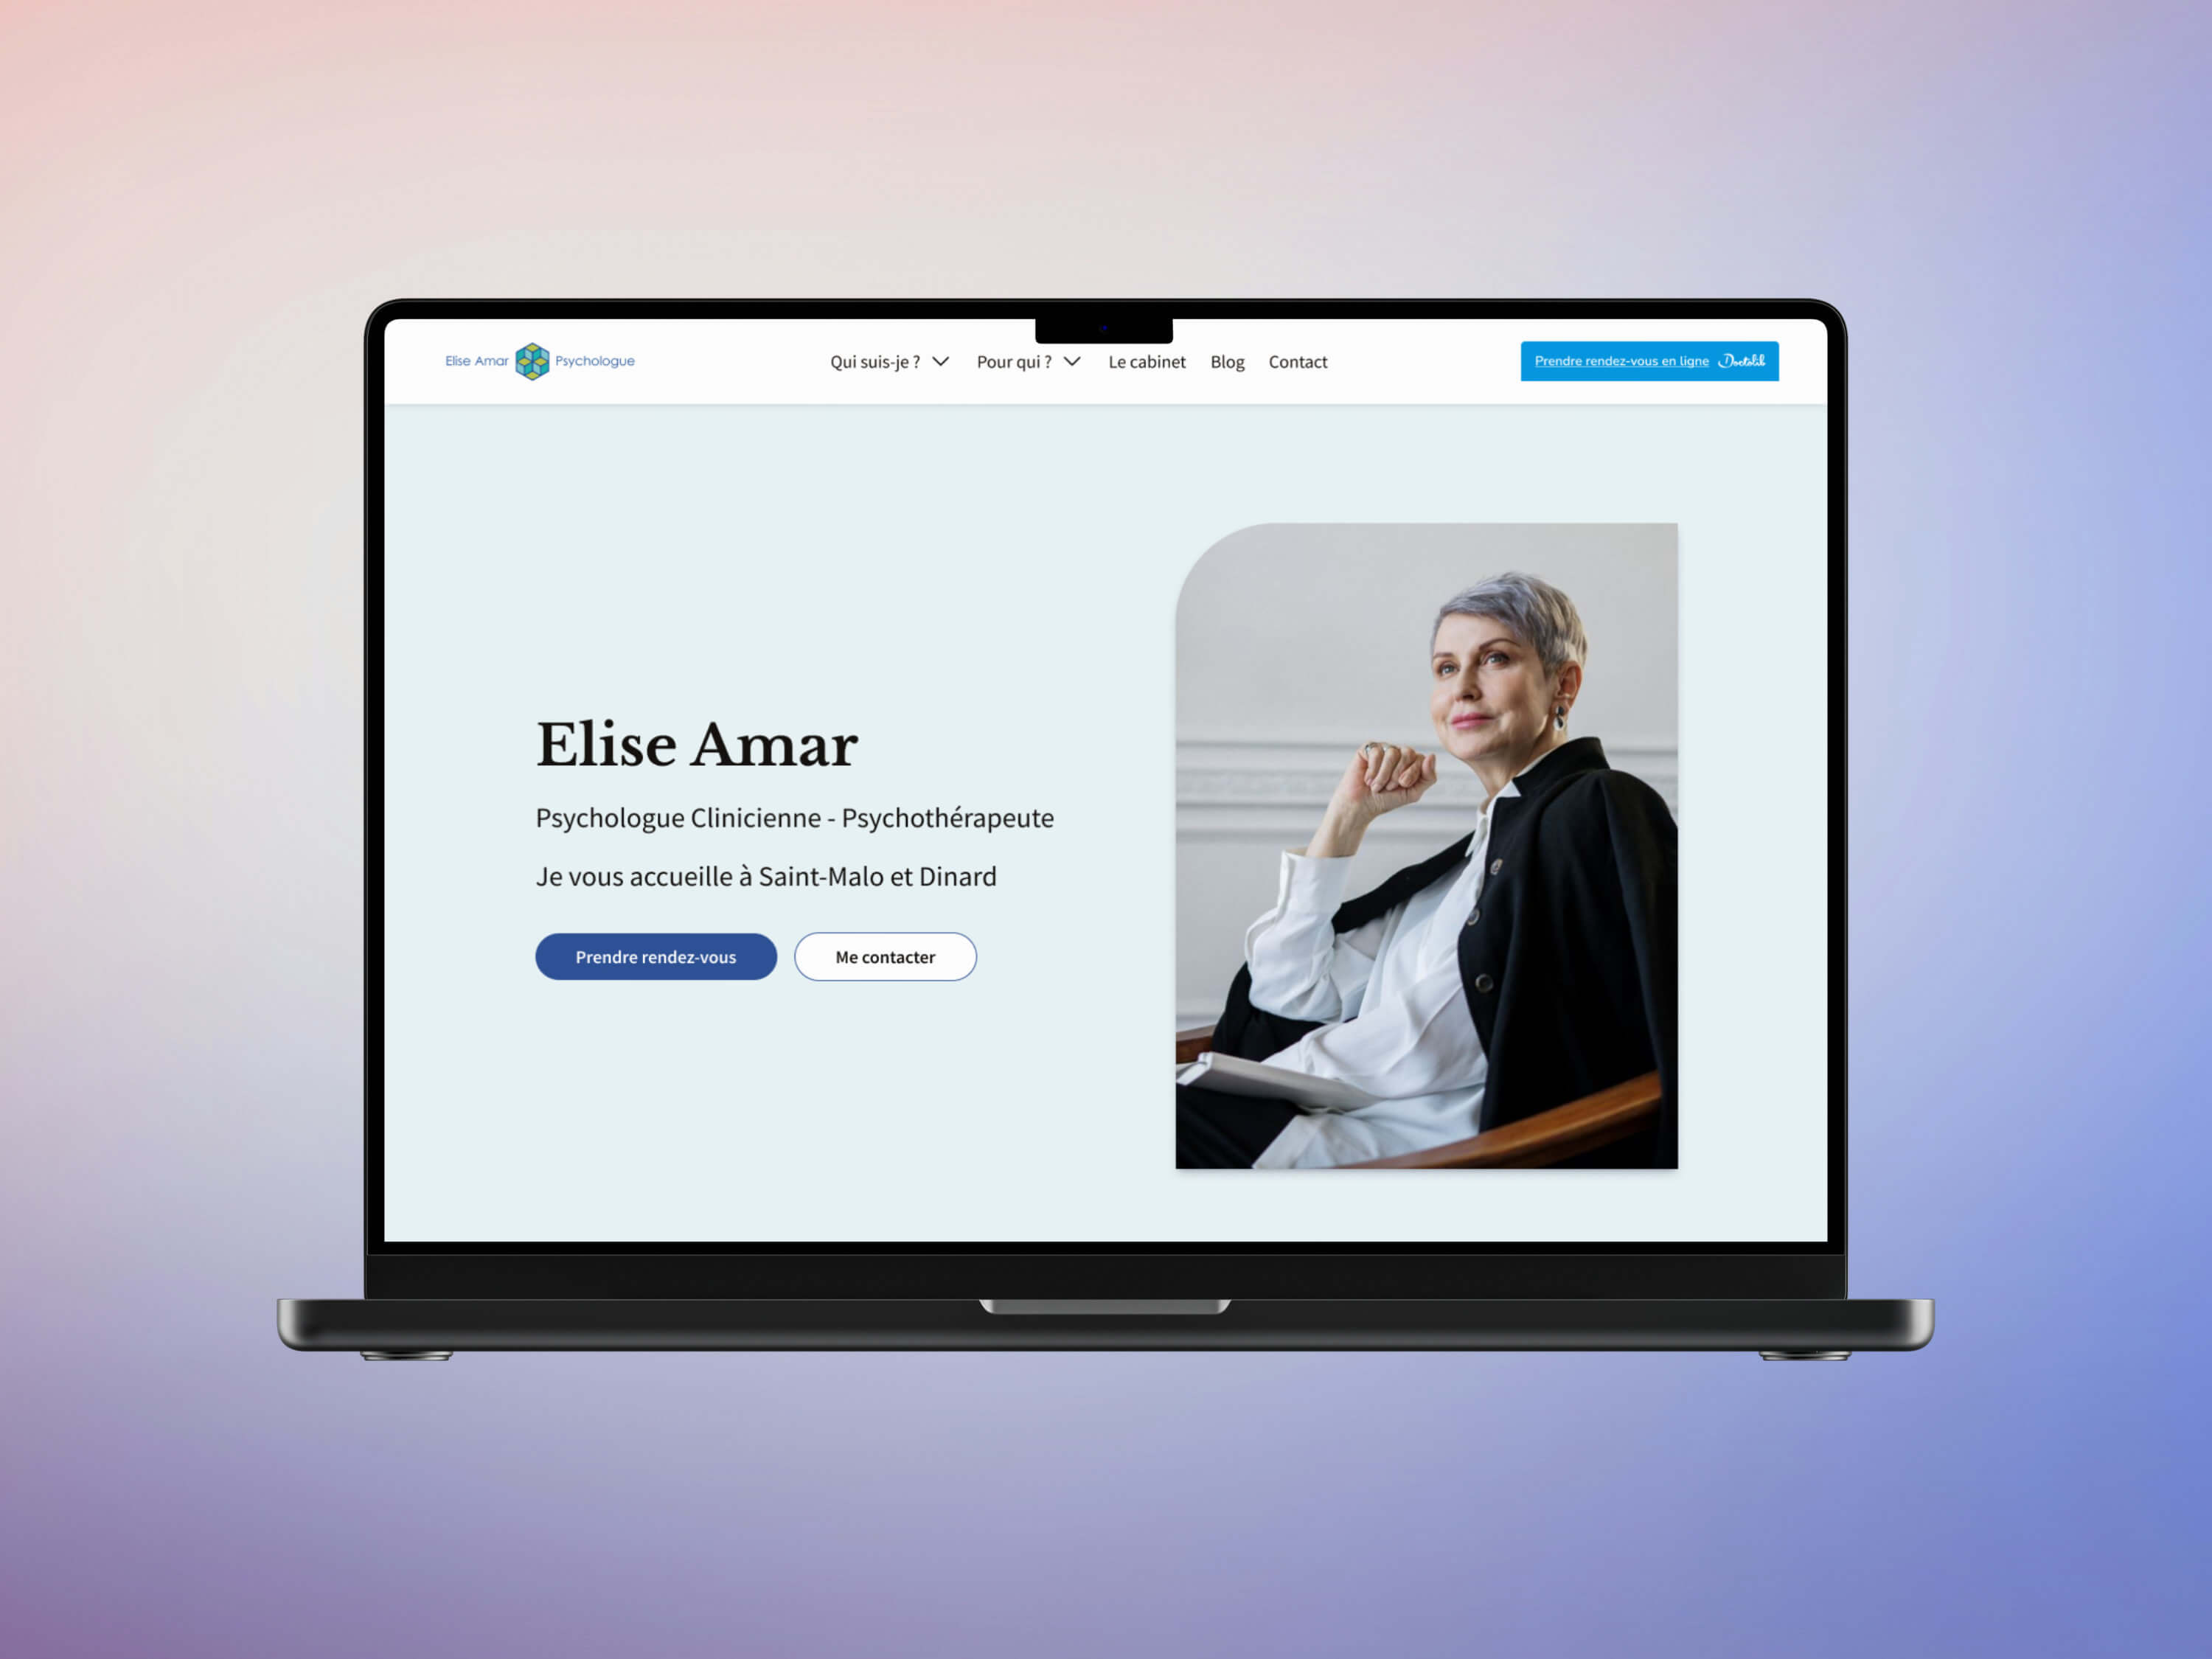 Elise Amar Psychologue
Qui suis-je ? Pour qui ? Le cabinet Blog Contact
Prendre rendez-vous en ligne Doctolib
Elise Amar
Psychologue Clinicienne - Psychothérapeute
Je vous accueille à Saint-Malo et Dinard
Prendre rendez-vous Me contacter